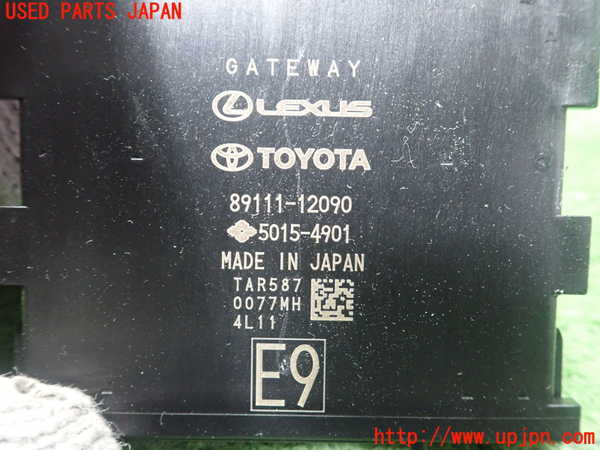 USED PARTS JAPAN
GATEWAY
LEXUS
TOYOTA
89111-12090
5015-4901
MADE IN JAPAN
TAR587
0077MH
4L11
E9
http://www.upjpn.com/